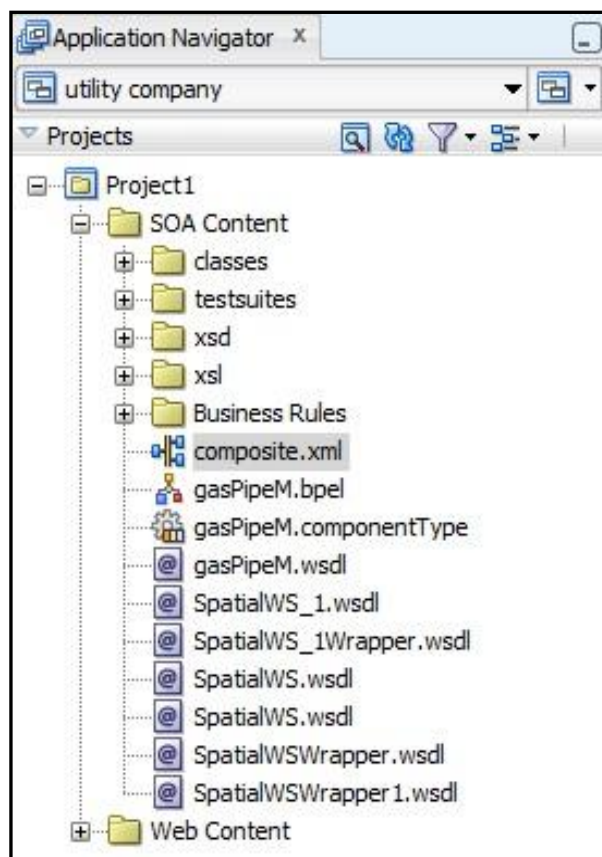 Application Navigator x
utility company
Projects
Project1
SOA Content
classes
testsuites
xsd
xsl
Business Rules
composite.xml
gasPipeM.bpel
gasPipeM.componentType
gasPipeM.wsdl
SpatialWS_1.wsdl
SpatialWS_1Wrapper.wsdl
SpatialWS.wsdl
SpatialWS.wsdl
SpatialWSWrapper.wsdl
SpatialWSWrapper1.wsdl
Web Content